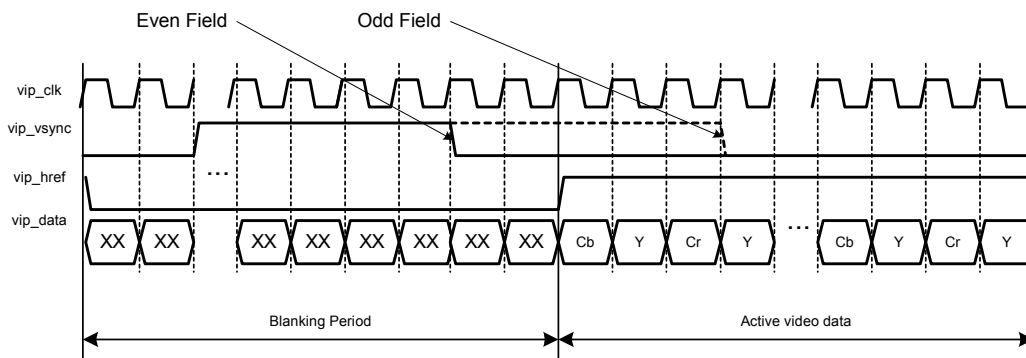 Even Field
Odd Field
vip_clk
vip_vsync
...
vip_href
vip_data
XX XX XX XX XX XX XX XX Cb Y Cr Y ... Cb Y Cr Y
Blanking Period
Active video data